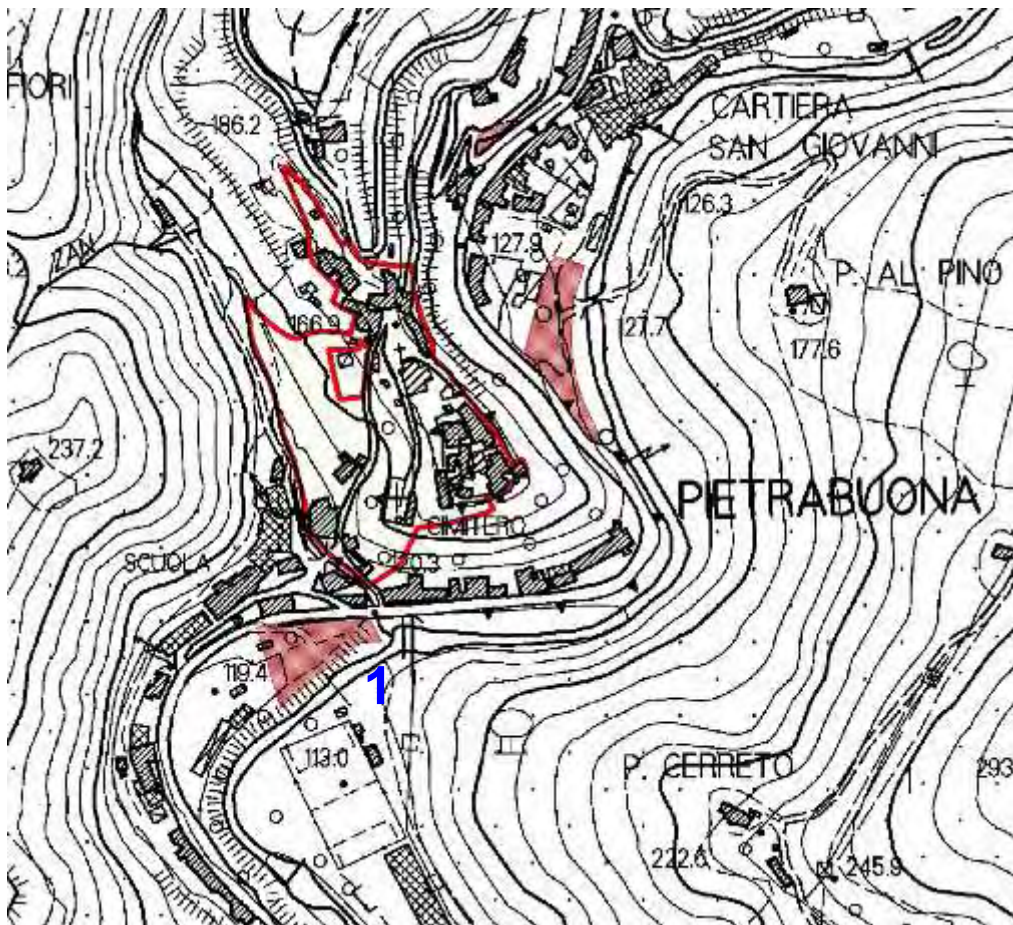 FIORI
186.2
CARTIERA
SAN GIOVANNI
126.3
127.9
ZAN
P. AL PINO
166.9
127.7
177.6
237.2
PIETRABUONA
CIMITERO
SCUOLA
119.4
1
113.0
P. CERRETO
293
222.6
245.9